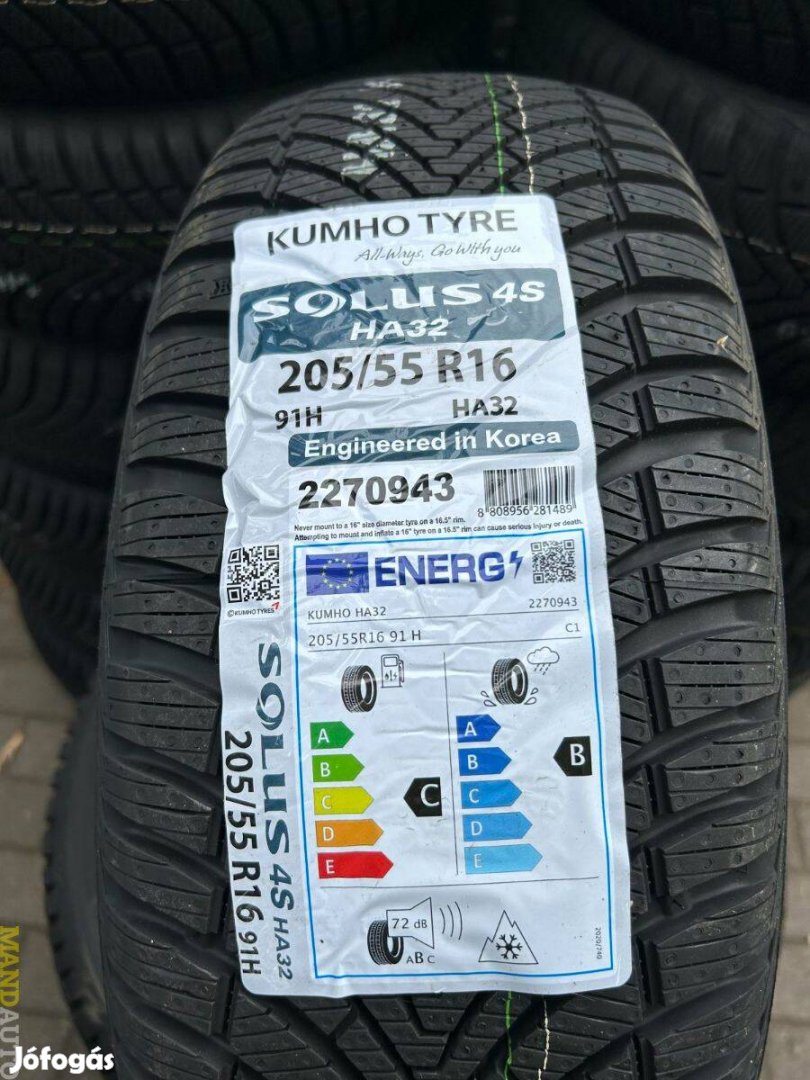 KUMHO TYRE
All-Ways, Go With you
SOLUS 4S
HA32
205/55 R16
91H HA32
Engineered in Korea
2270943
8 808956 281489
Never mount to a 16" size diameter tyre on a 16.5" rim.
Attempting to mount and inflate a 16" tyre on a 16.5" rim can cause serious injury or death.
ENERG
KUMHO HA32 2270943
205/55R16 91 H C1
KUMHO TYRES
A
B
C
D
E
C
A
B
C
D
E
B
72 dB
A B C
2020/740
SOLUS 4S HA32
205/55 R16 91H
MANDAUTO
Jófogás